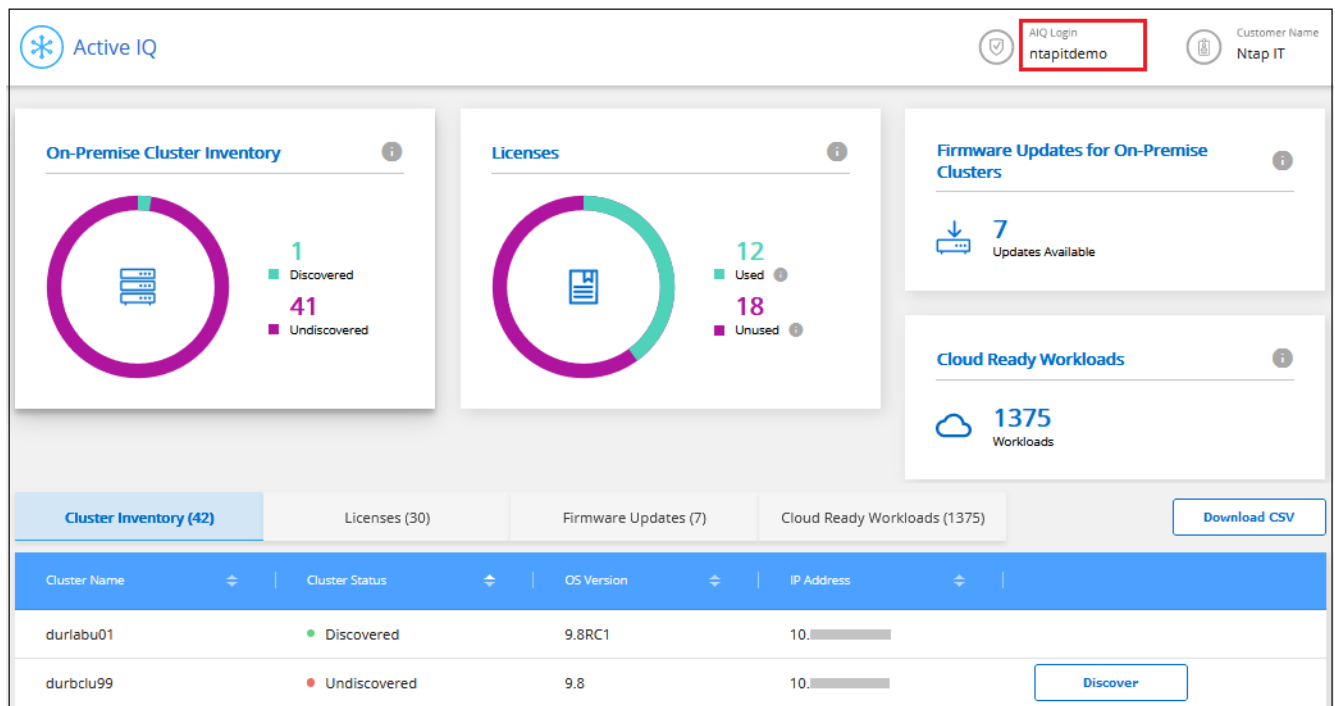 Active IQ
AIQ Login
ntapitdemo
Customer Name
Ntap IT
On-Premise Cluster Inventory
1
Discovered
41
Undiscovered
Licenses
12
Used
18
Unused
Firmware Updates for On-Premise
Clusters
7
Updates Available
Cloud Ready Workloads
1375
Workloads
Cluster Inventory (42)
Licenses (30)
Firmware Updates (7)
Cloud Ready Workloads (1375)
Download CSV
Cluster Name
Cluster Status
OS Version
IP Address
durlabu01
Discovered
9.8RC1
10.
durbclu99
Undiscovered
9.8
10.
Discover